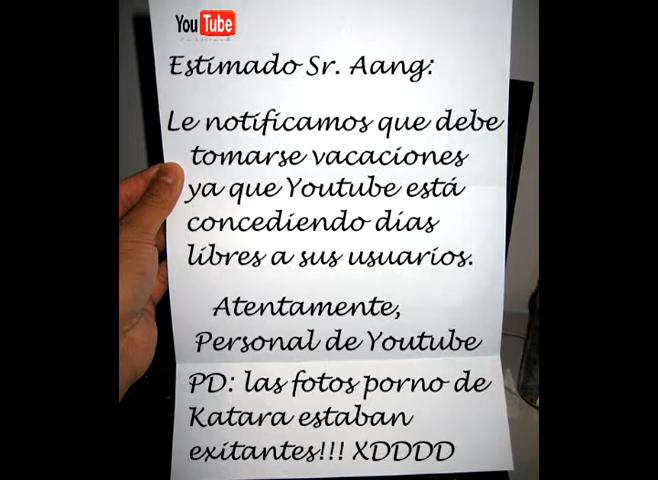 YouTube
Estimado Sr. Aang:
Le notificamos que debe
tomarse vacaciones
ya que Youtube está
concediendo días
libres a sus usuarios.
Atentamente,
Personal de Youtube
PD: las fotos porno de
Katara estaban
exitantes!!! XDDDD